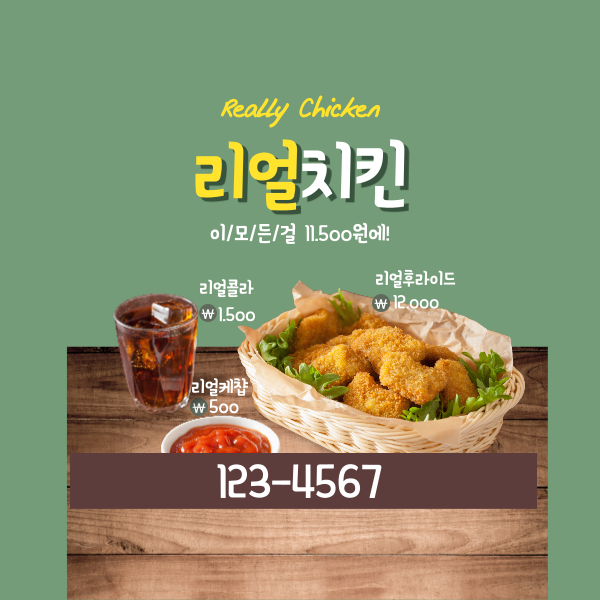 Really Chicken
리얼치킨
이/모/든/걸 11.500원에!
리얼후라이드
₩ 12.000
리얼콜라
₩ 1.500
리얼케챱
₩ 500
123-4567